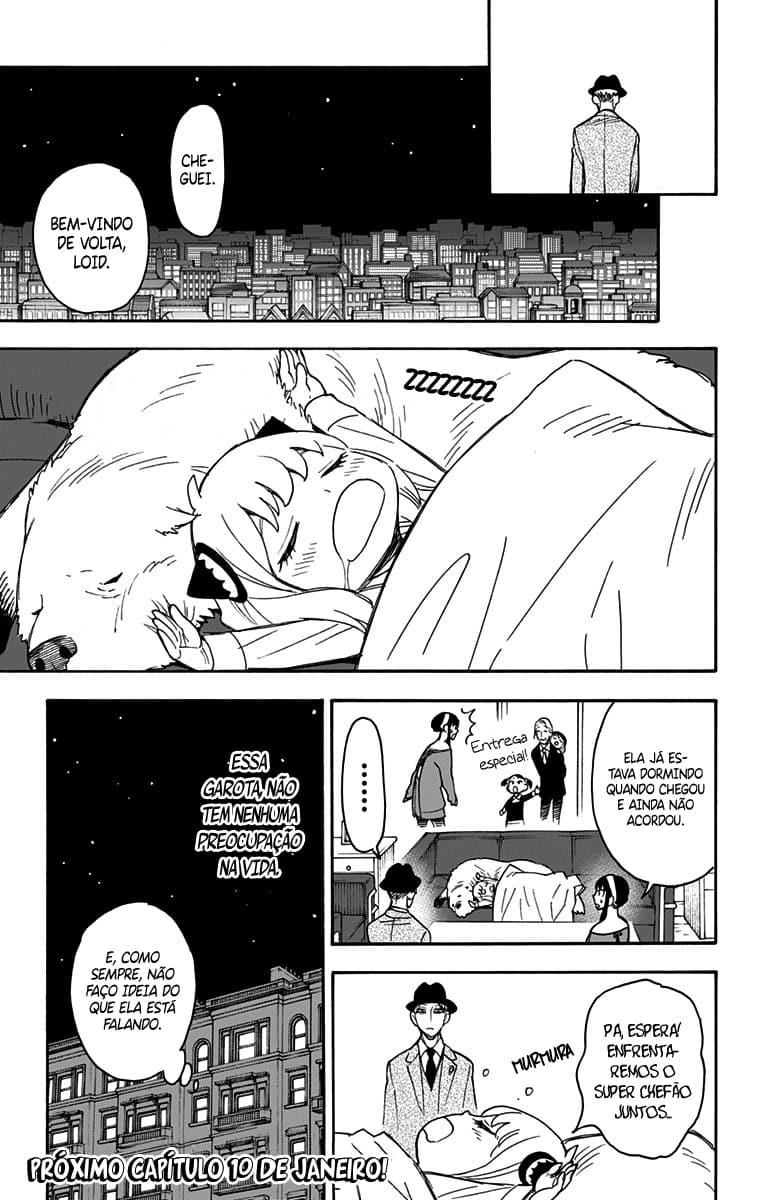 CHE-
GUEI.
BEM-VINDO
DE VOLTA,
LOID.
ZZZZZZZZ
ELA JÁ ES-
TAVA DORMINDO
QUANDO CHEGOU
E AINDA NÃO
ACORDOU.
Entrega
especial!
ESSA
GAROTA, NÃO
TEM NENHUMA
PREOCUPAÇÃO
NA VIDA.
PA, ESPERA!
ENFRENTA-
REMOS O
SUPER CHEFÃO
JUNTOS..
MURMURA
E, COMO
SEMPRE, NÃO
FAÇO IDEIA DO
QUE ELA ESTÁ
FALANDO.
PRÓXIMO CAPÍTULO 10 DE JANEIRO!